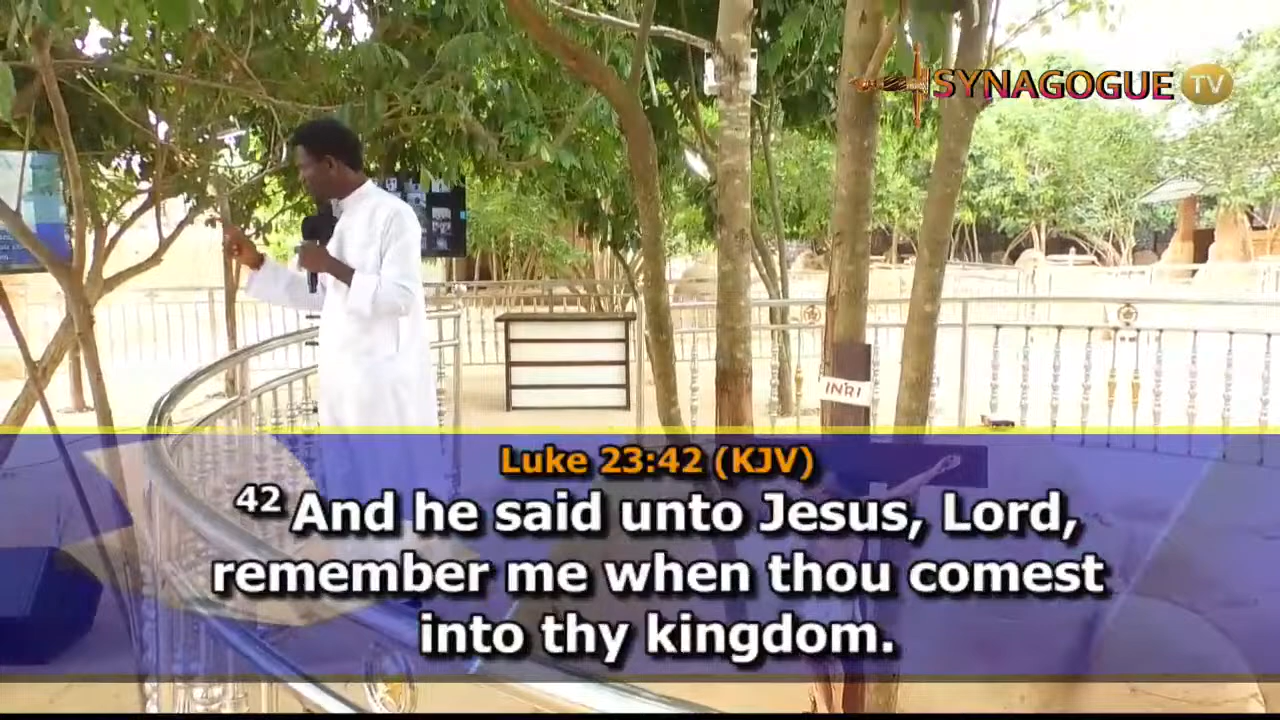 SYNAGOGUE TV
INRI
Luke 23:42 (KJV)
42 And he said unto Jesus, Lord,
remember me when thou comest
into thy kingdom.